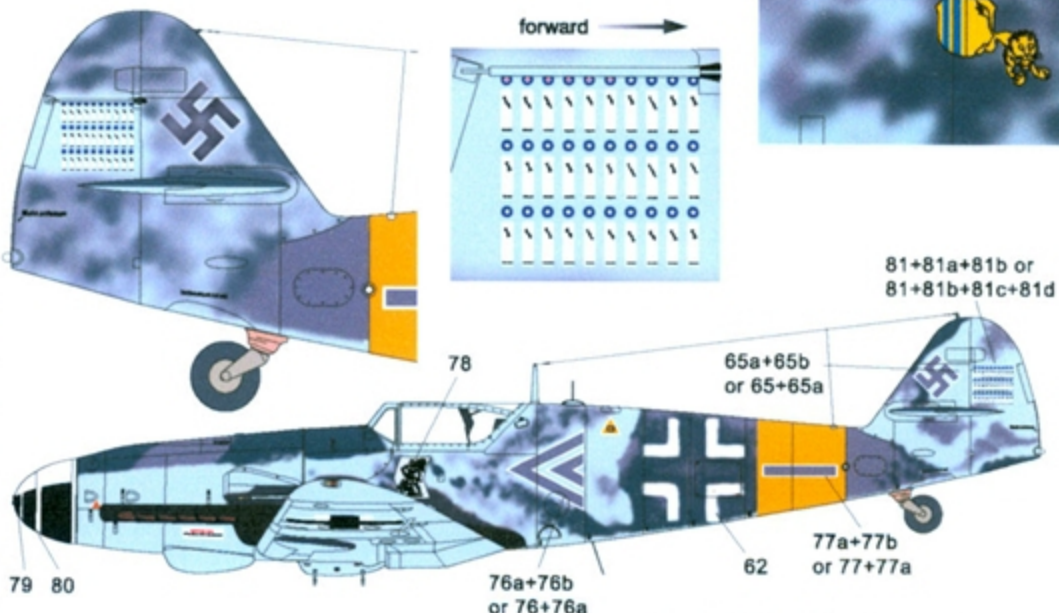 forward
81+81a+81b or
81+81b+81c+81d
78
65a+65b
or 65+65a
79
80
76a+76b
or 76+76a
62
77a+77b
or 77+77a